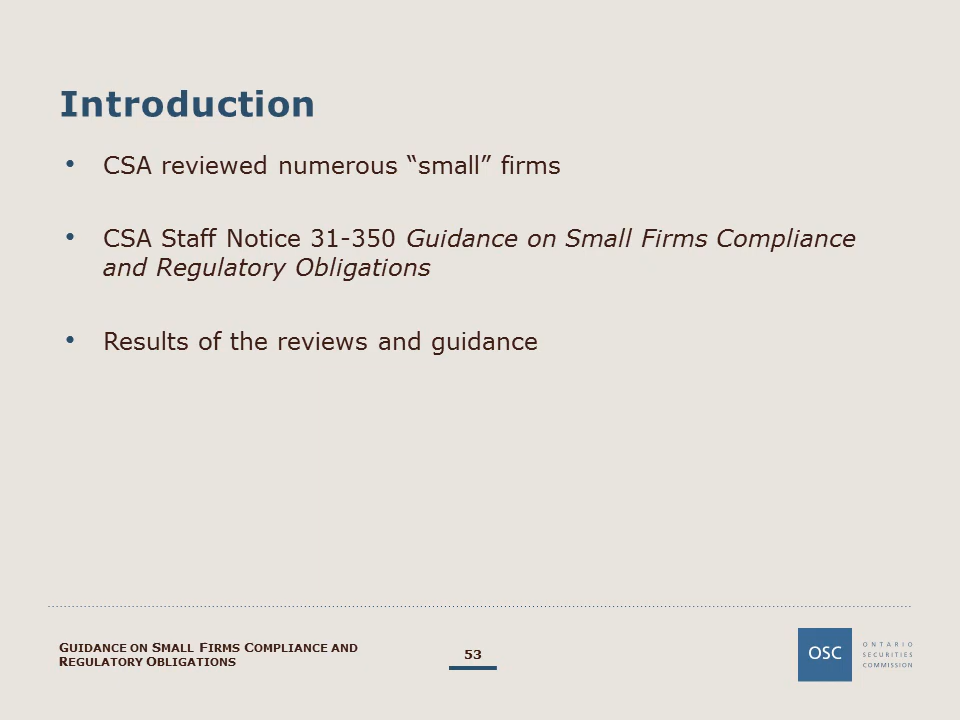 Introduction
• CSA reviewed numerous “small” firms
• CSA Staff Notice 31-350 Guidance on Small Firms Compliance
and Regulatory Obligations
• Results of the reviews and guidance
GUIDANCE ON SMALL FIRMS COMPLIANCE AND
REGULATORY OBLIGATIONS
53
OSC
ONTARIO
SECURITIES
COMMISSION